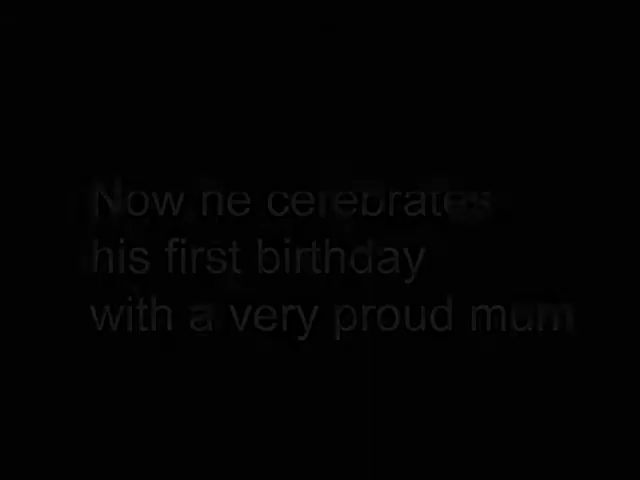 Now he celebrates
his first birthday
with a very proud mum